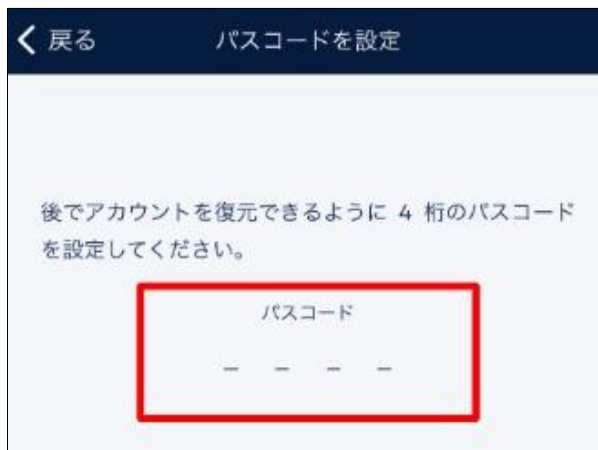 戻る パスコードを設定
後でアカウントを復元できるように 4 桁のパスコード
を設定してください。
パスコード
– – – –